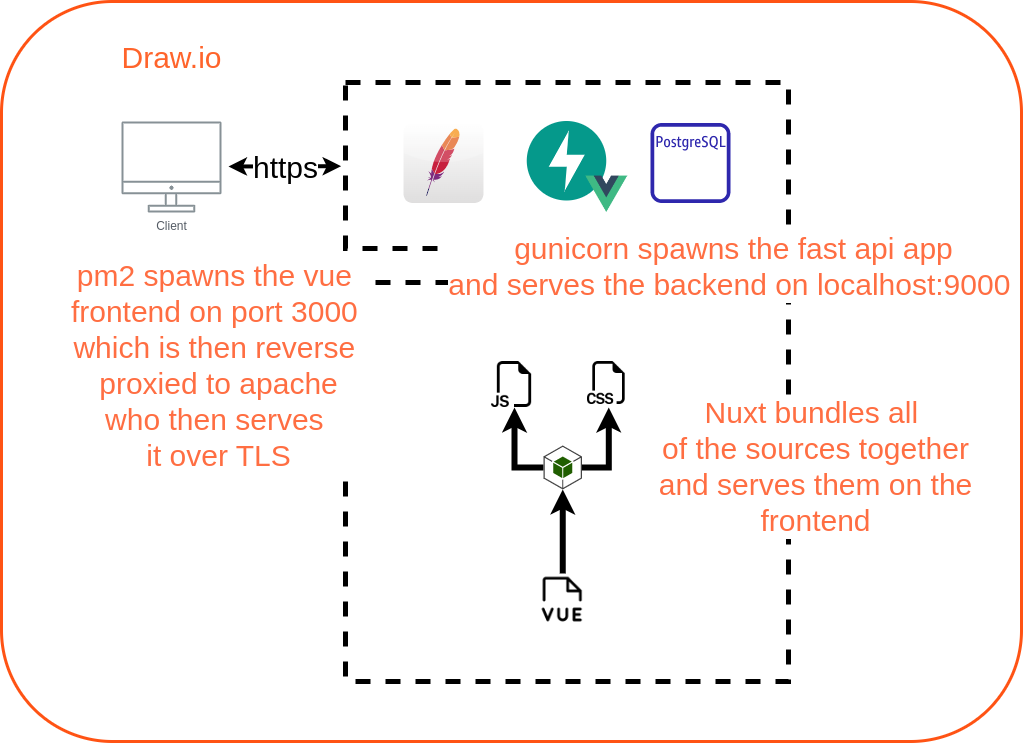 Draw.io
https
PostgreSQL
Client
gunicorn spawns the fast api app
and serves the backend on localhost:9000
pm2 spawns the vue
frontend on port 3000
which is then reverse
proxied to apache
who then serves
it over TLS
JS
CSS
Nuxt bundles all
of the sources together
and serves them on the
frontend
VUE